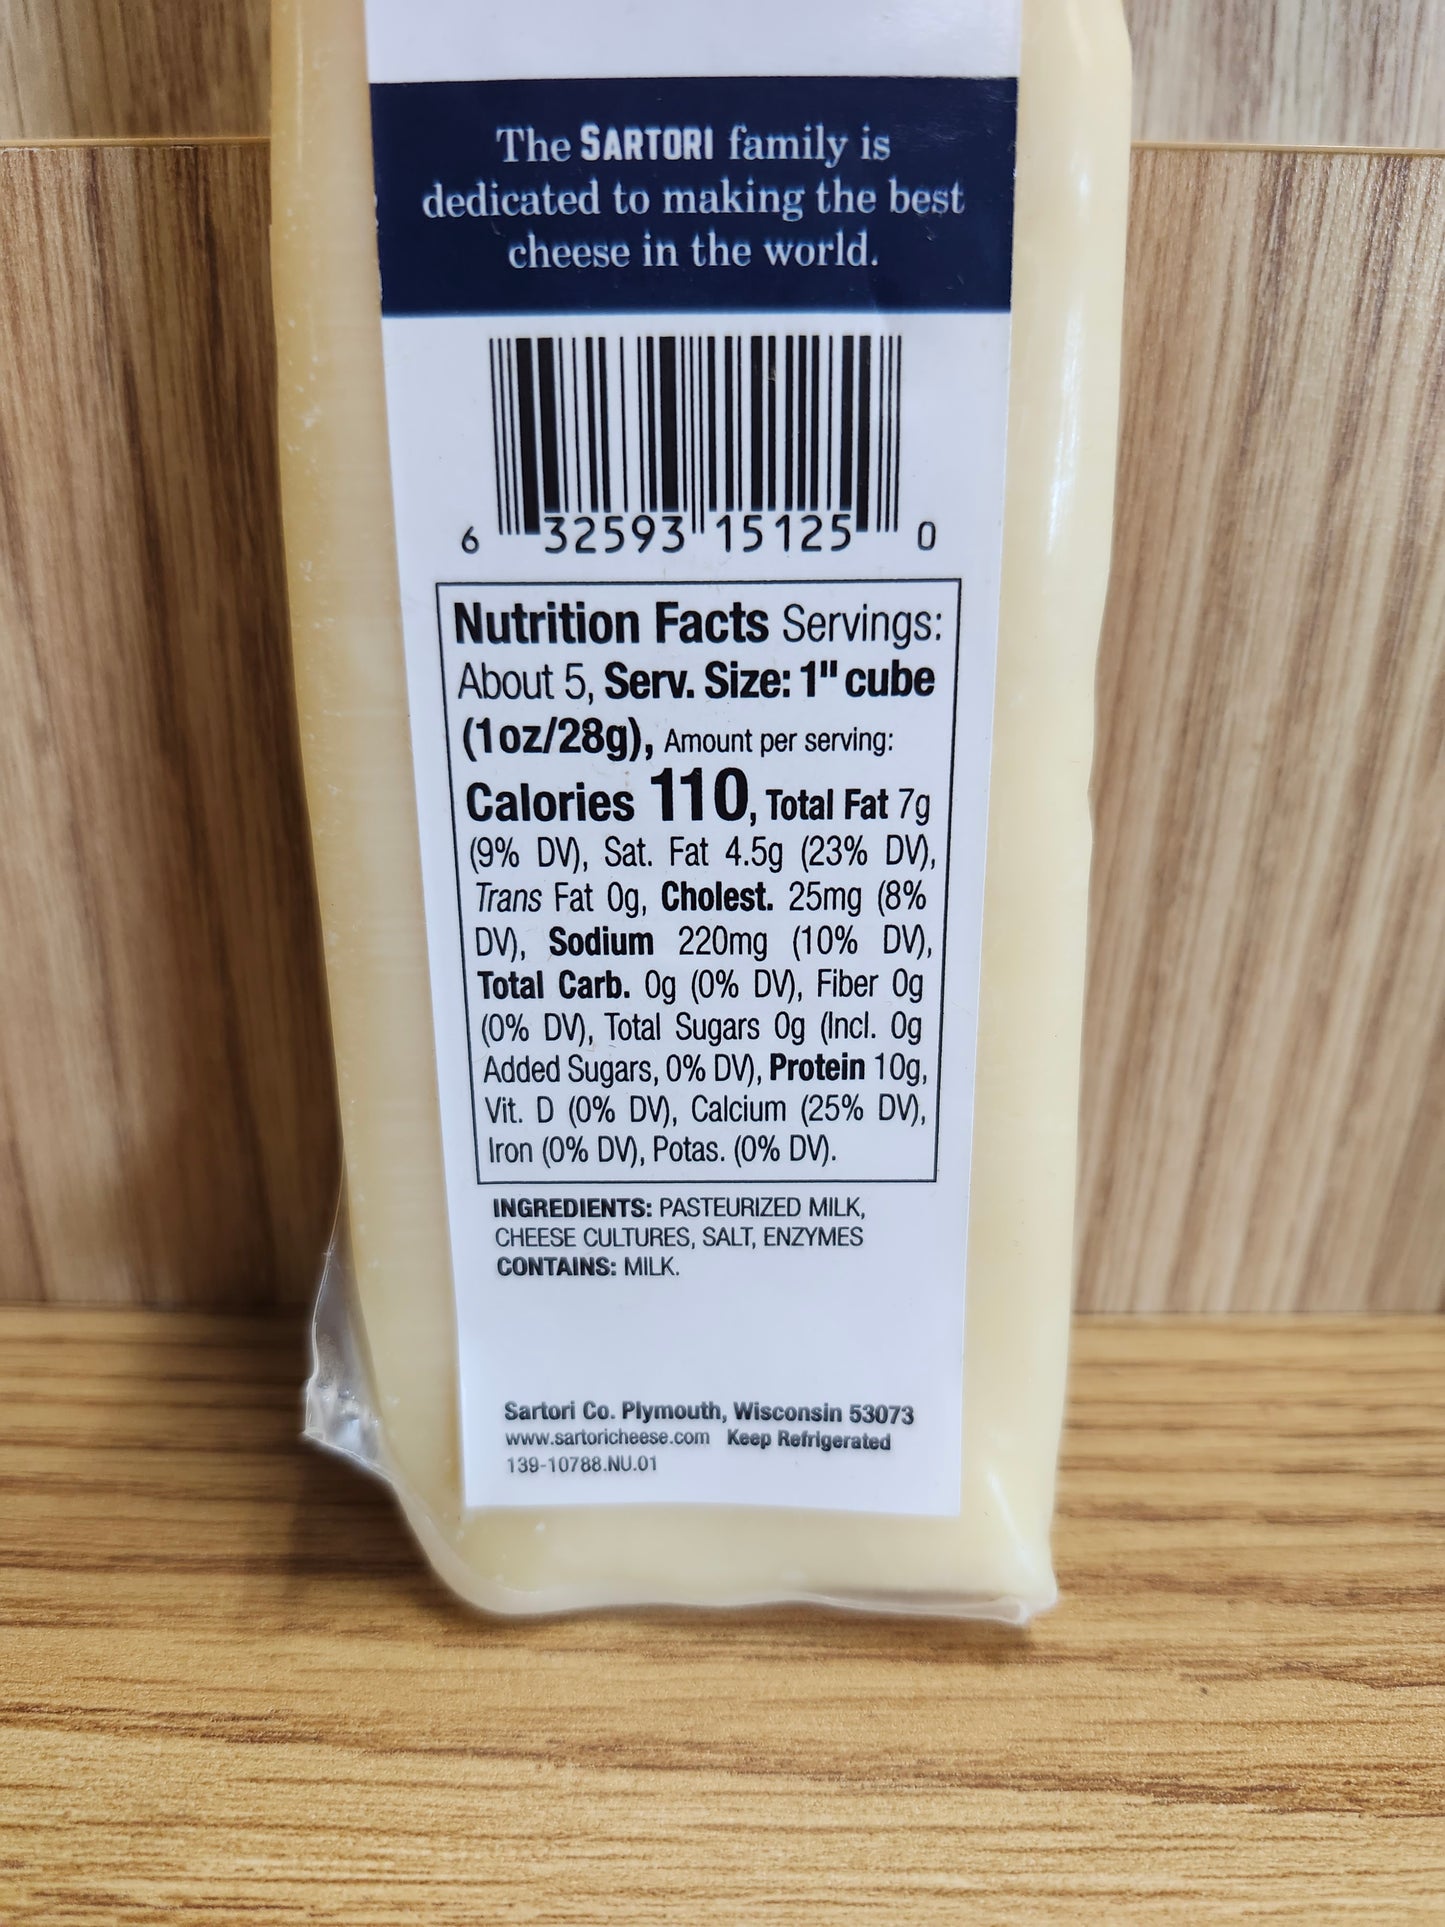 The SARTORI family is
dedicated to making the best
cheese in the world.
6 32593 15125 0
Nutrition Facts Servings:
About 5, Serv. Size: 1" cube
(1oz/28g), Amount per serving:
Calories 110, Total Fat 7g
(9% DV), Sat. Fat 4.5g (23% DV),
Trans Fat 0g, Cholest. 25mg (8%
DV), Sodium 220mg (10% DV),
Total Carb. 0g (0% DV), Fiber 0g
(0% DV), Total Sugars 0g (Incl. 0g
Added Sugars, 0% DV), Protein 10g,
Vit. D (0% DV), Calcium (25% DV),
Iron (0% DV), Potas. (0% DV).
INGREDIENTS: PASTEURIZED MILK,
CHEESE CULTURES, SALT, ENZYMES
CONTAINS: MILK.
Sartori Co. Plymouth, Wisconsin 53073
www.sartoricheese.com Keep Refrigerated
139-10788.NU.01